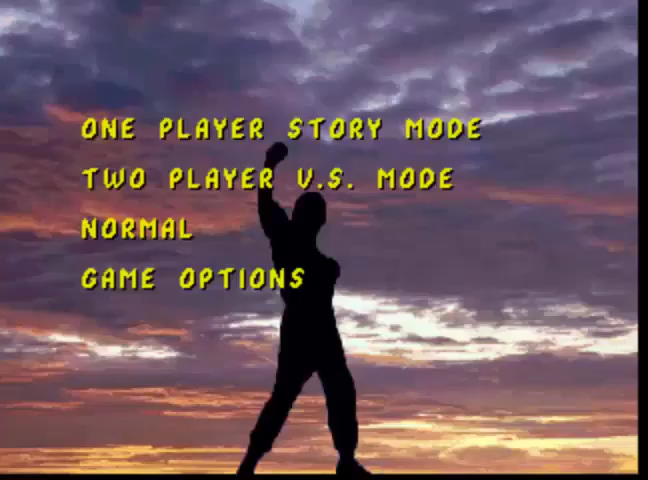 ONE PLAYER STORY MODE
TWO PLAYER V.S. MODE
NORMAL
GAME OPTIONS